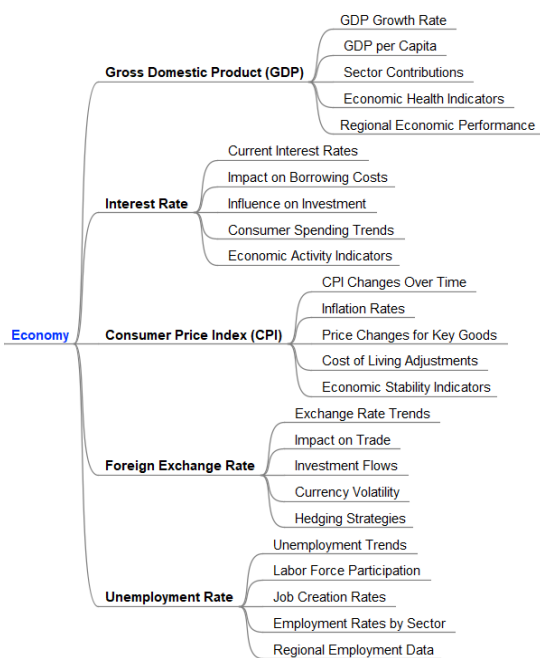 GDP Growth Rate
GDP per Capita
Gross Domestic Product (GDP)
Sector Contributions
Economic Health Indicators
Regional Economic Performance
Current Interest Rates
Impact on Borrowing Costs
Interest Rate
Influence on Investment
Consumer Spending Trends
Economic Activity Indicators
CPI Changes Over Time
Inflation Rates
Economy
Consumer Price Index (CPI)
Price Changes for Key Goods
Cost of Living Adjustments
Economic Stability Indicators
Exchange Rate Trends
Impact on Trade
Foreign Exchange Rate
Investment Flows
Currency Volatility
Hedging Strategies
Unemployment Trends
Labor Force Participation
Unemployment Rate
Job Creation Rates
Employment Rates by Sector
Regional Employment Data